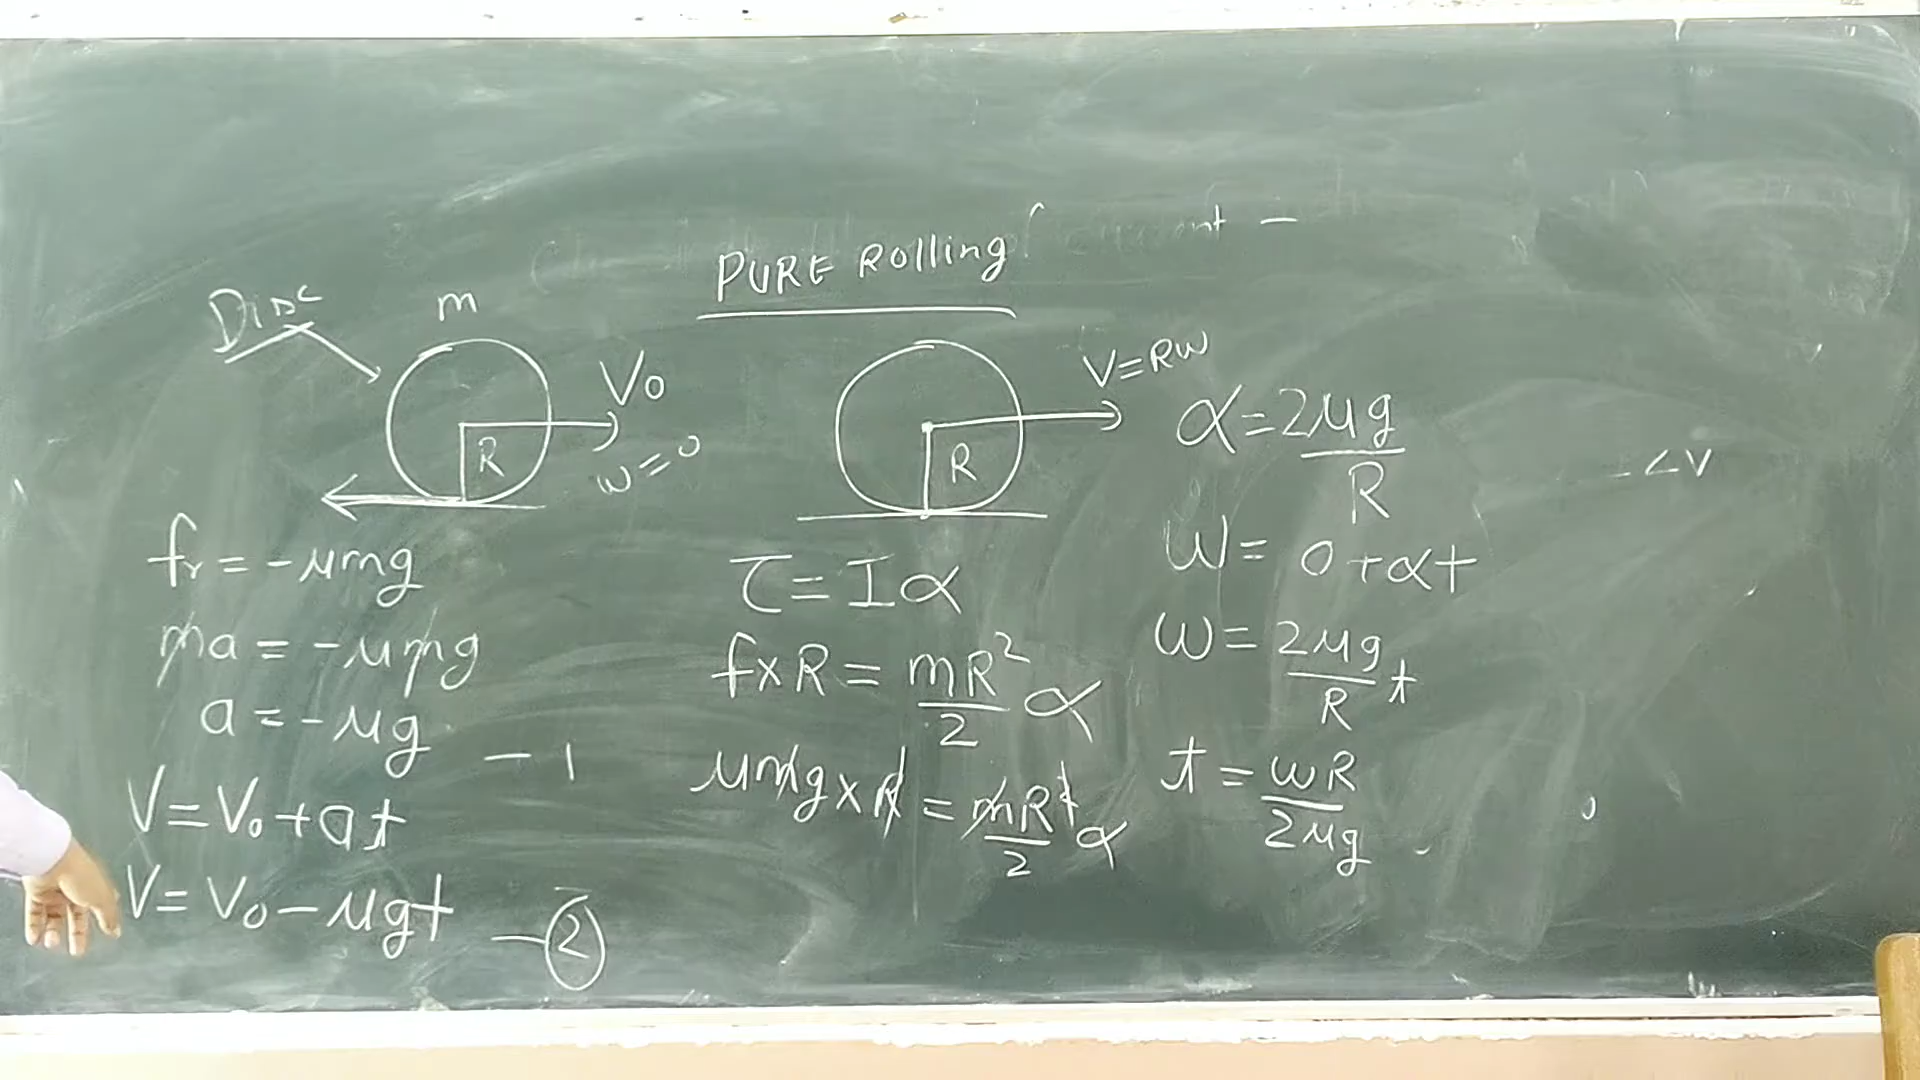 PURE Rolling
Disc
m
V₀
ω=0
R
fr = -μmg
ma = -μmg
a = -μg — 1
V = V₀ + at
V = V₀ - μgt — ②
V=Rω
R
τ = Iα
f×R = mR²/2 α
μmg×R = mR²/2 α
α = 2μg/R
ω = 0+αt
ω = 2μg/R t
t = ωR/2μg